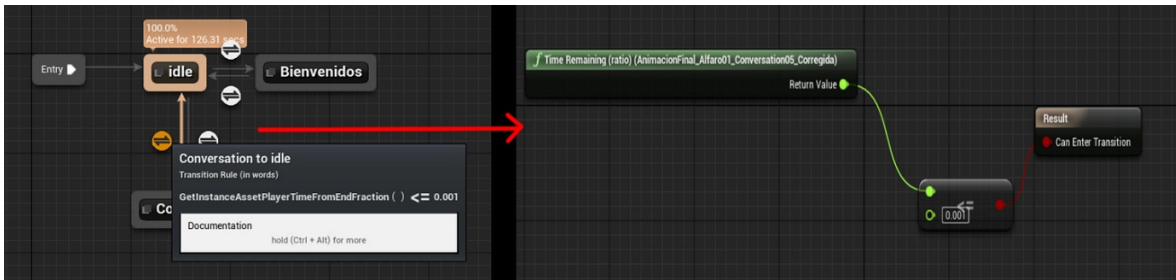 100.0%
Active for 126.31 secs
Entry
idle
Bienvenidos
Conversation to idle
Transition Rule (in words)
GetInstanceAssetPlayerTimeFromEndFraction ( ) <= 0.001
Documentation
hold (Ctrl + Alt) for more
Co
f Time Remaining (ratio) (AnimacionFinal_Alfaro01_Conversation05_Corregida)
Return Value
Result
Can Enter Transition
<=
0.001